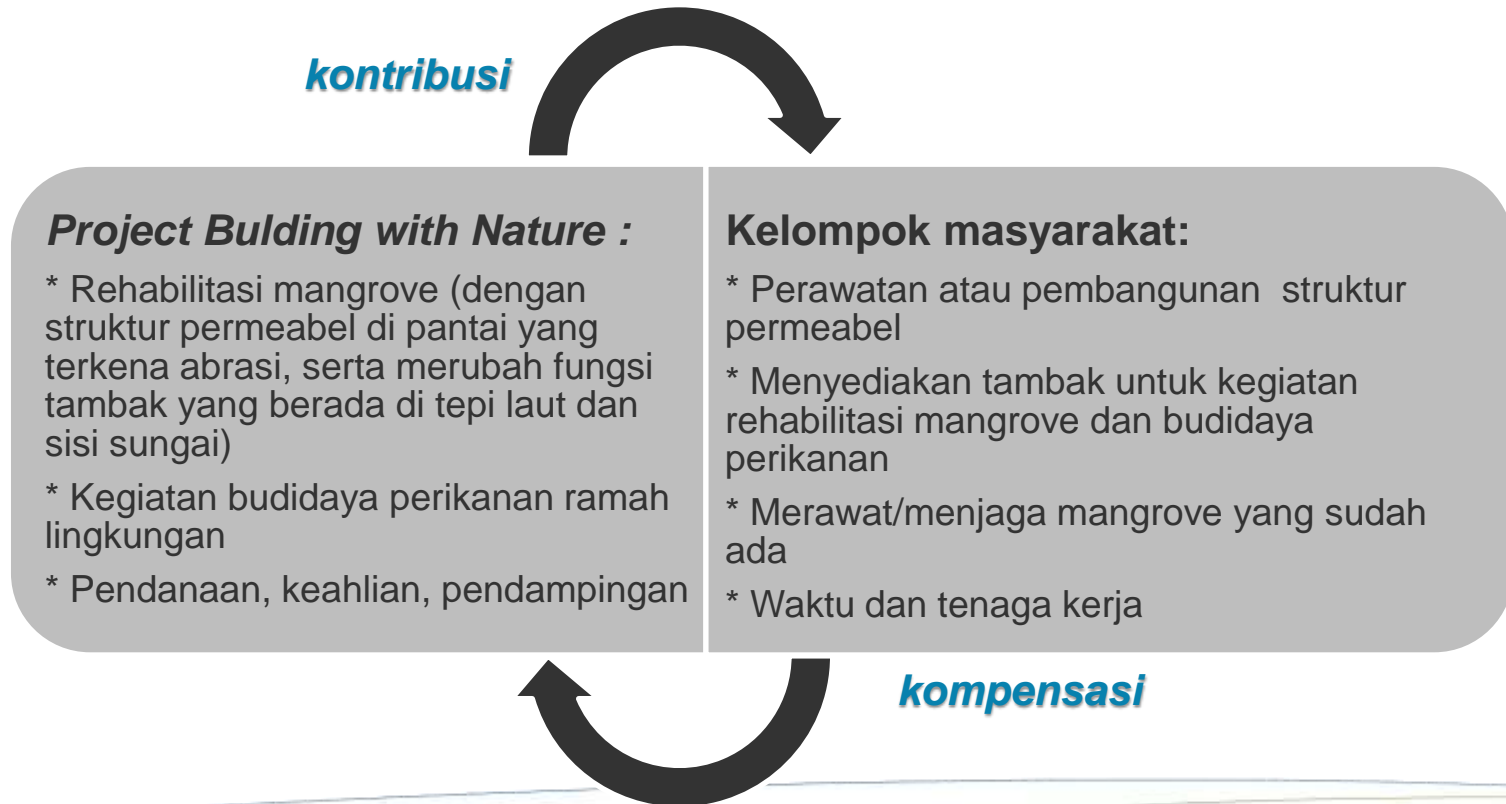 kontribusi
Project Bulding with Nature :
* Rehabilitasi mangrove (dengan
struktur permeabel di pantai yang
terkena abrasi, serta merubah fungsi
tambak yang berada di tepi laut dan
sisi sungai)
* Kegiatan budidaya perikanan ramah
lingkungan
* Pendanaan, keahlian, pendampingan
Kelompok masyarakat:
* Perawatan atau pembangunan struktur
permeabel
* Menyediakan tambak untuk kegiatan
rehabilitasi mangrove dan budidaya
perikanan
* Merawat/menjaga mangrove yang sudah
ada
* Waktu dan tenaga kerja
kompensasi